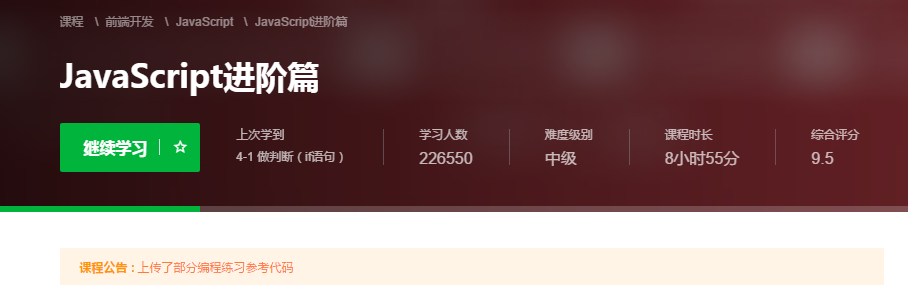 课程 \ 前端开发 \ JavaScript \ JavaScript进阶篇
JavaScript进阶篇
继续学习
上次学到 学习人数 难度级别 课程时长 综合评分
4-1 做判断（if语句） 226550 中级 8小时55分 9.5
课程公告 : 上传了部分编程练习参考代码